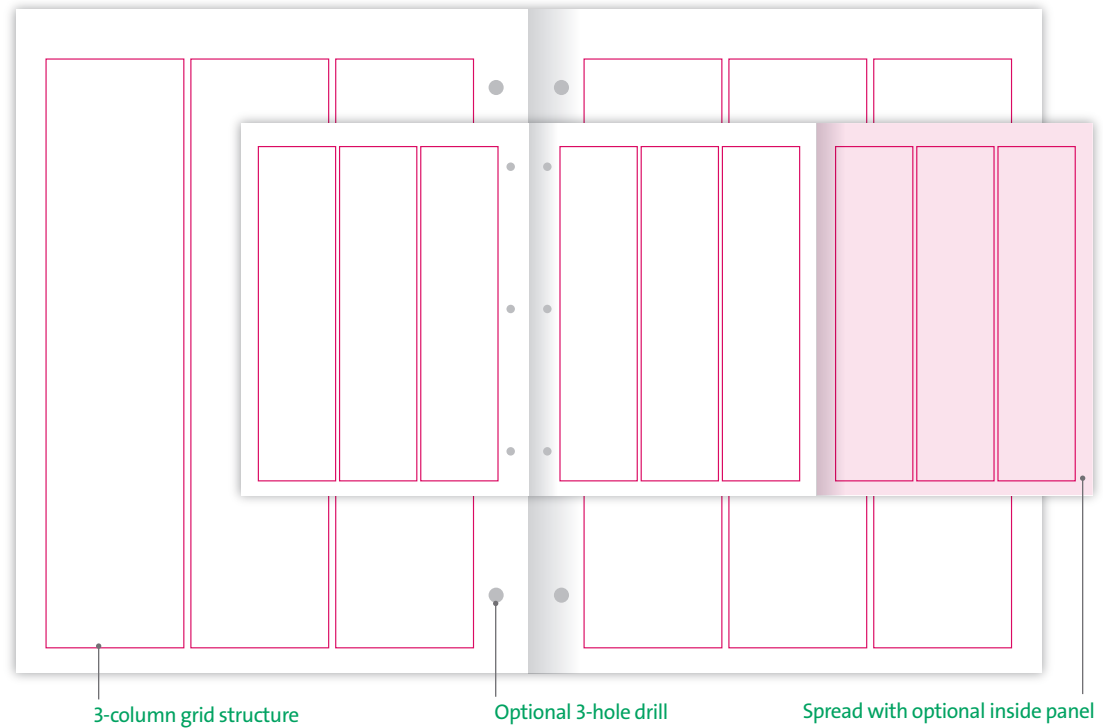 3-column grid structure
Optional 3-hole drill
Spread with optional inside panel